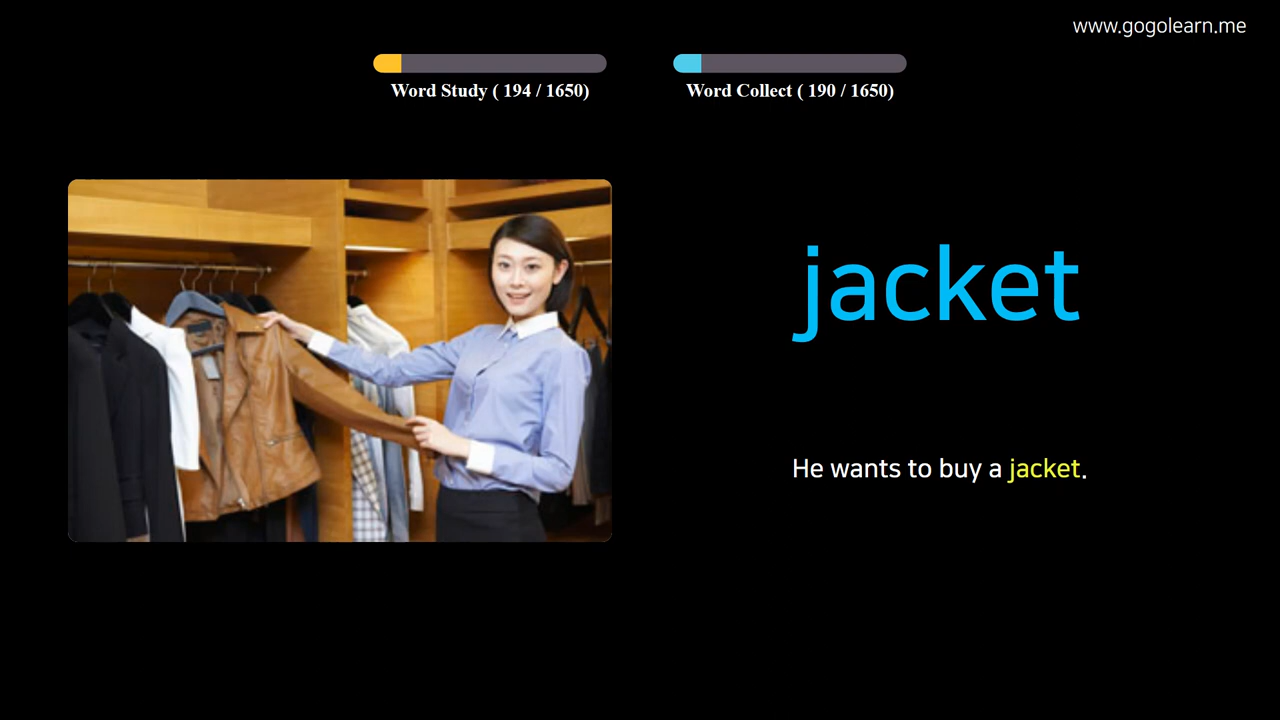 www.gogolearn.me
Word Study ( 194 / 1650)
Word Collect ( 190 / 1650)
jacket
He wants to buy a jacket.